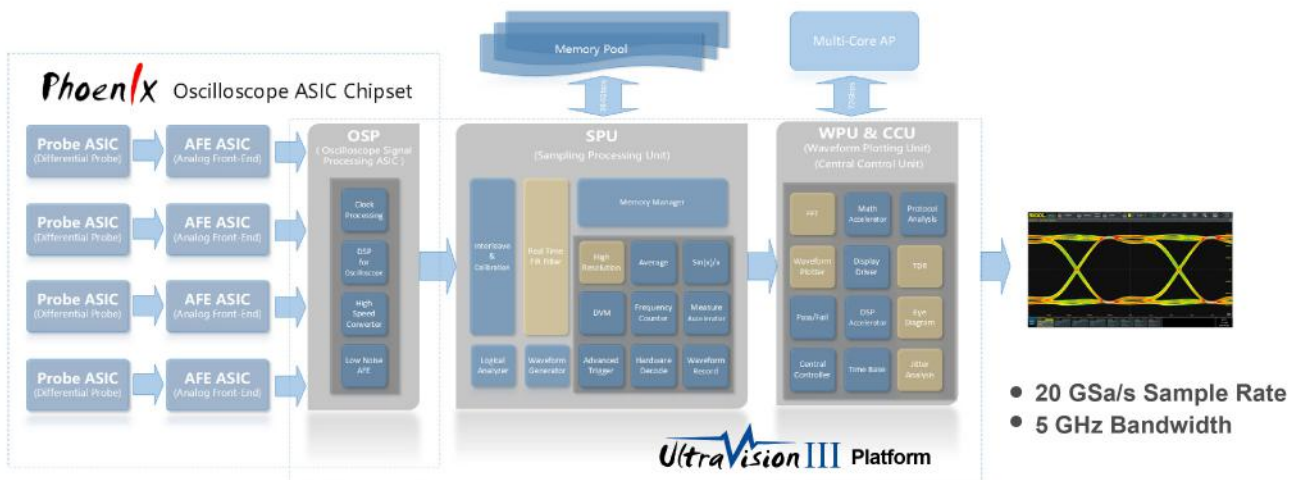 Memory Pool
Multi-Core AP
Phoenix Oscilloscope ASIC Chipset
Probe ASIC
(Differential Probe)
AFE ASIC
(Analog Front-End)
Probe ASIC
(Differential Probe)
AFE ASIC
(Analog Front-End)
Probe ASIC
(Differential Probe)
AFE ASIC
(Analog Front-End)
Probe ASIC
(Differential Probe)
AFE ASIC
(Analog Front-End)
OSP
(Oscilloscope Signal
Processing ASIC)
Clock
Processing
DSP
for
Oscilloscope
High
Speed
Converter
Low Noise
AFE
SPU
(Sampling Processing Unit)
Interleave
&
Calibration
Real Time
FIR Filter
Memory Manager
High
Resolution
Average
Sin(x)/x
DVM
Frequency
Counter
Measure
Accelerator
Logical
Analyzer
Waveform
Generator
Advanced
Trigger
Hardware
Decode
Waveform
Record
WPU & CCU
(Waveform Plotting Unit)
(Central Control Unit)
FFT
Math
Accelerator
Protocol
Analysis
Waveform
Plotter
Display
Driver
Pass/Fail
DSP
Accelerator
Eye
Diagram
Central
Controller
Time Base
Jitter
Analysis
RIGOL
• 20 GSa/s Sample Rate
• 5 GHz Bandwidth
UltraVision III Platform